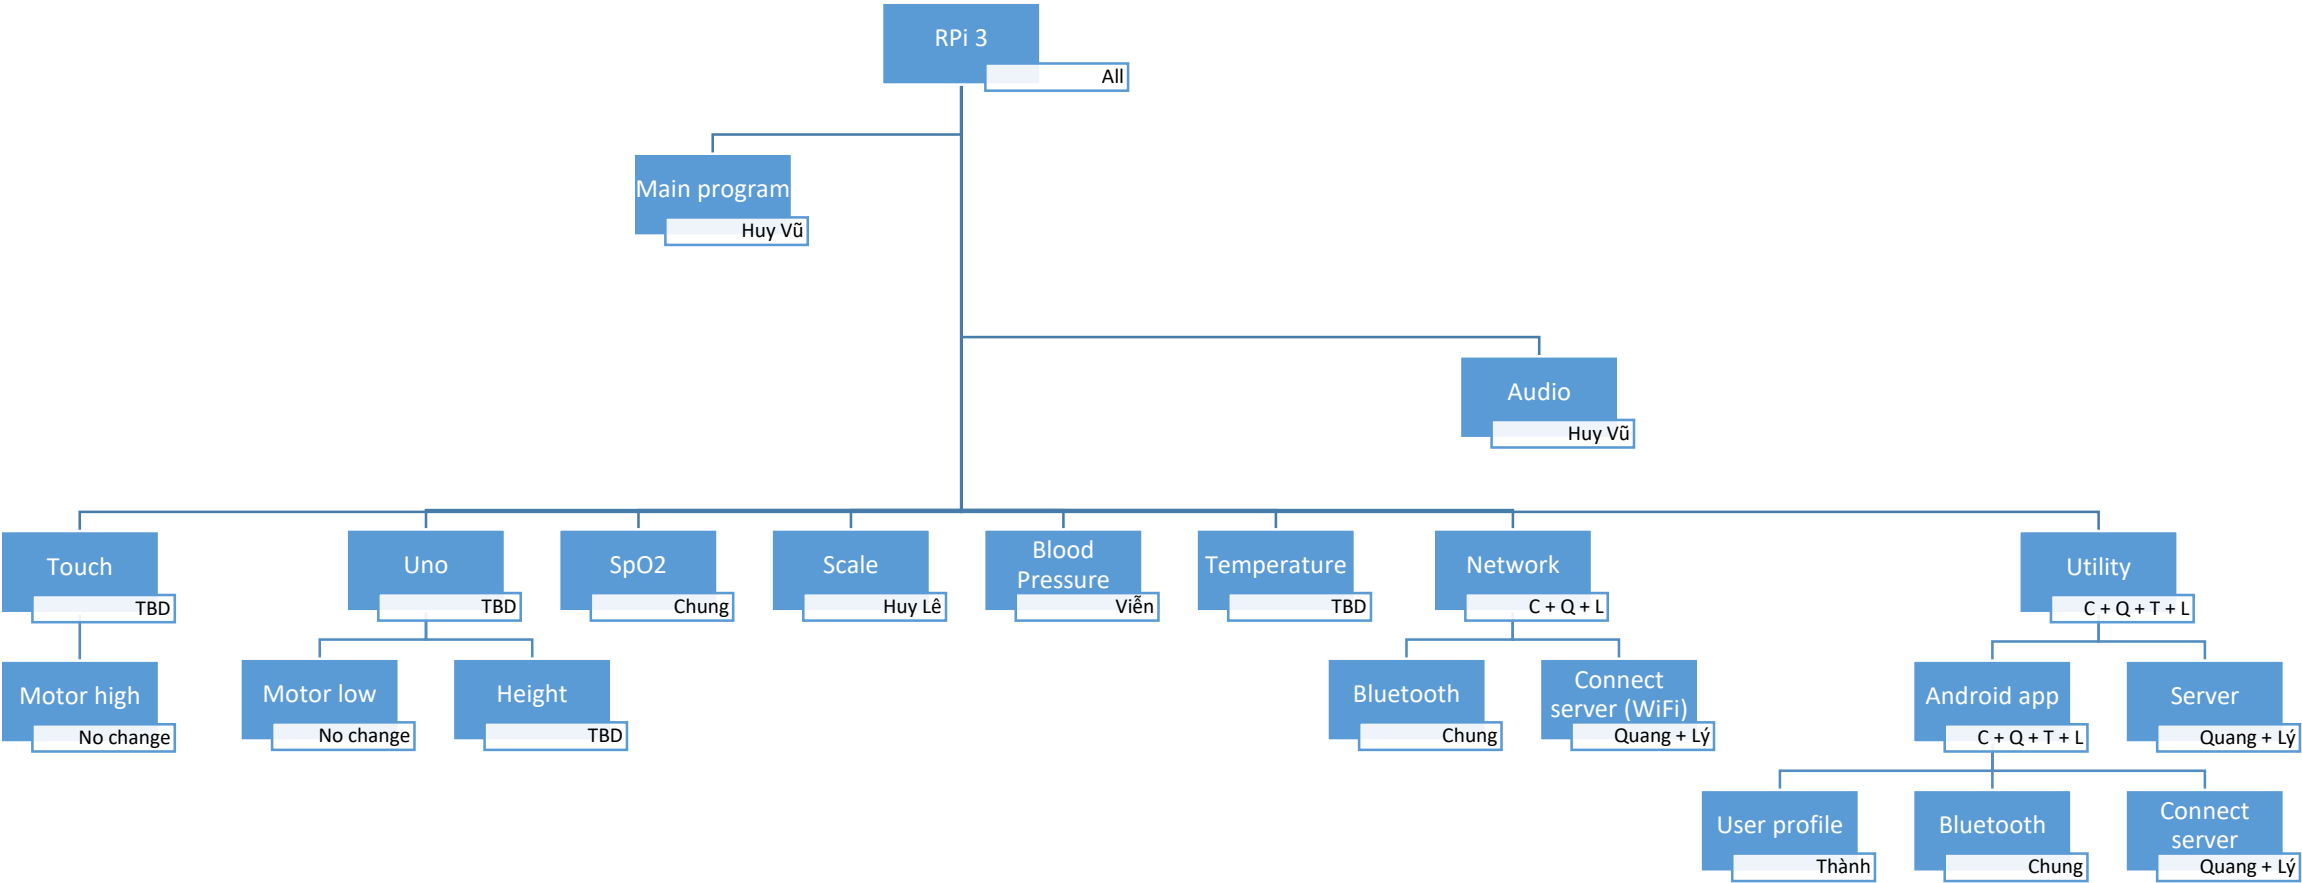 RPi 3
All
Main program
Huy Vũ
Audio
Huy Vũ
Touch
TBD
Uno
TBD
SpO2
Chung
Scale
Huy Lê
Blood
Pressure
Viễn
Temperature
TBD
Network
C + Q + L
Utility
C + Q + T + L
Motor high
No change
Motor low
No change
Height
TBD
Bluetooth
Chung
Connect
server (WiFi)
Quang + Lý
Android app
C + Q + T + L
Server
Quang + Lý
User profile
Thành
Bluetooth
Chung
Connect
server
Quang + Lý